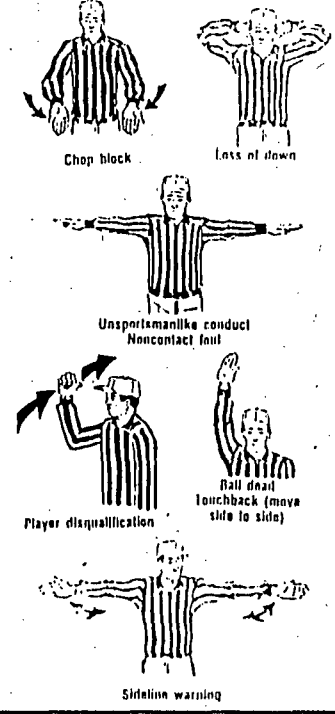 Chop block
Loss of down
Unsportsmanlike conduct
Noncontact foul
Player disqualification
Ball dead
Touchback (move
side to side)
Sideline warning